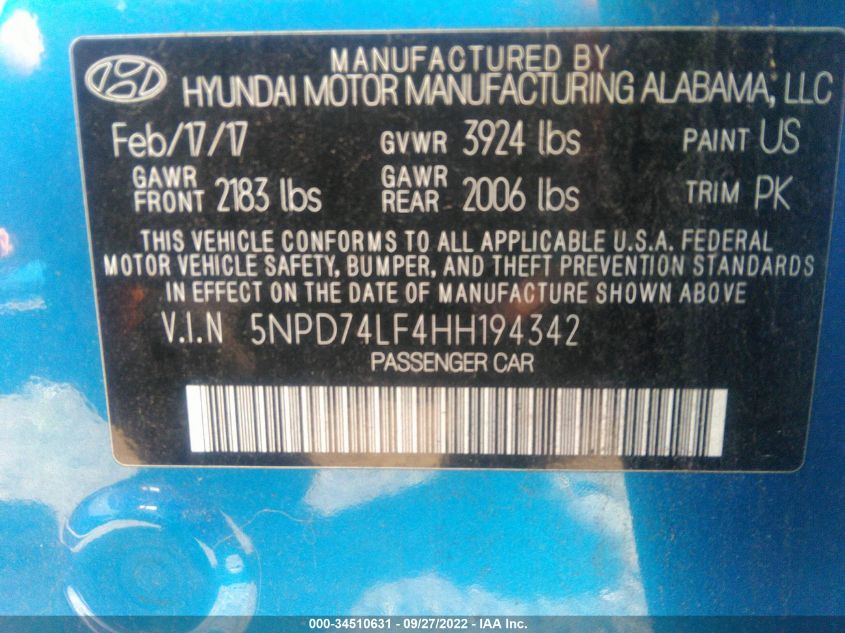 MANUFACTURED BY
HYUNDAI MOTOR MANUFACTURING ALABAMA, LLC
Feb/17/17 GVWR 3924 lbs PAINT US
GAWR FRONT 2183 lbs GAWR REAR 2006 lbs TRIM PK
THIS VEHICLE CONFORMS TO ALL APPLICABLE U.S.A. FEDERAL
MOTOR VEHICLE SAFETY, BUMPER, AND THEFT PREVENTION STANDARDS
IN EFFECT ON THE DATE OF MANUFACTURE SHOWN ABOVE
V.I.N 5NPD74LF4HH194342
PASSENGER CAR
000-34510631 - 09/27/2022 - IAA Inc.